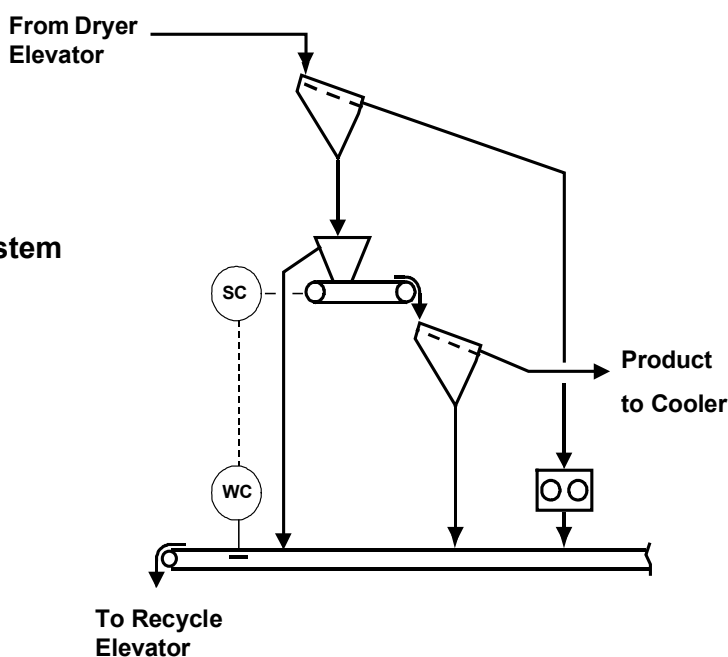 From Dryer
Elevator
stem
SC
Product
to Cooler
WC
To Recycle
Elevator